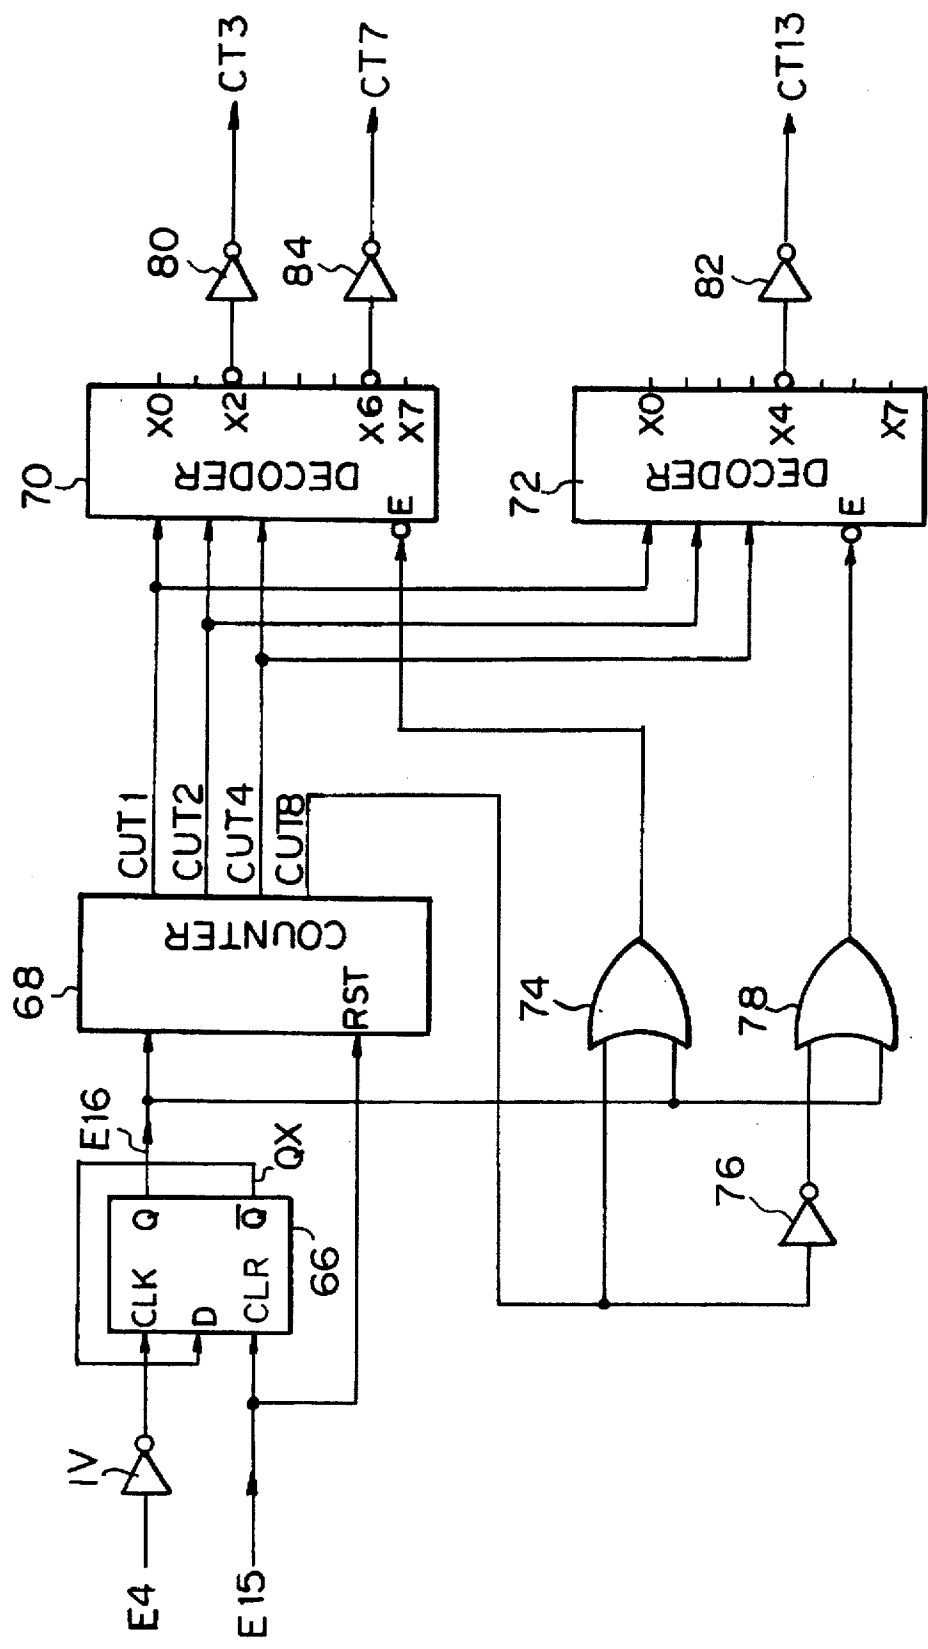 E4
IV
E15
CLK
D
CLR
Q
Q̅
66
E16
QX
68
COUNTER
RST
CUT1
CUT2
CUT4
CUT8
74
76
78
70
DECODER
X0
X2
X6
X7
E
72
DECODER
X0
X4
X7
E
80
CT3
84
CT7
82
CT13